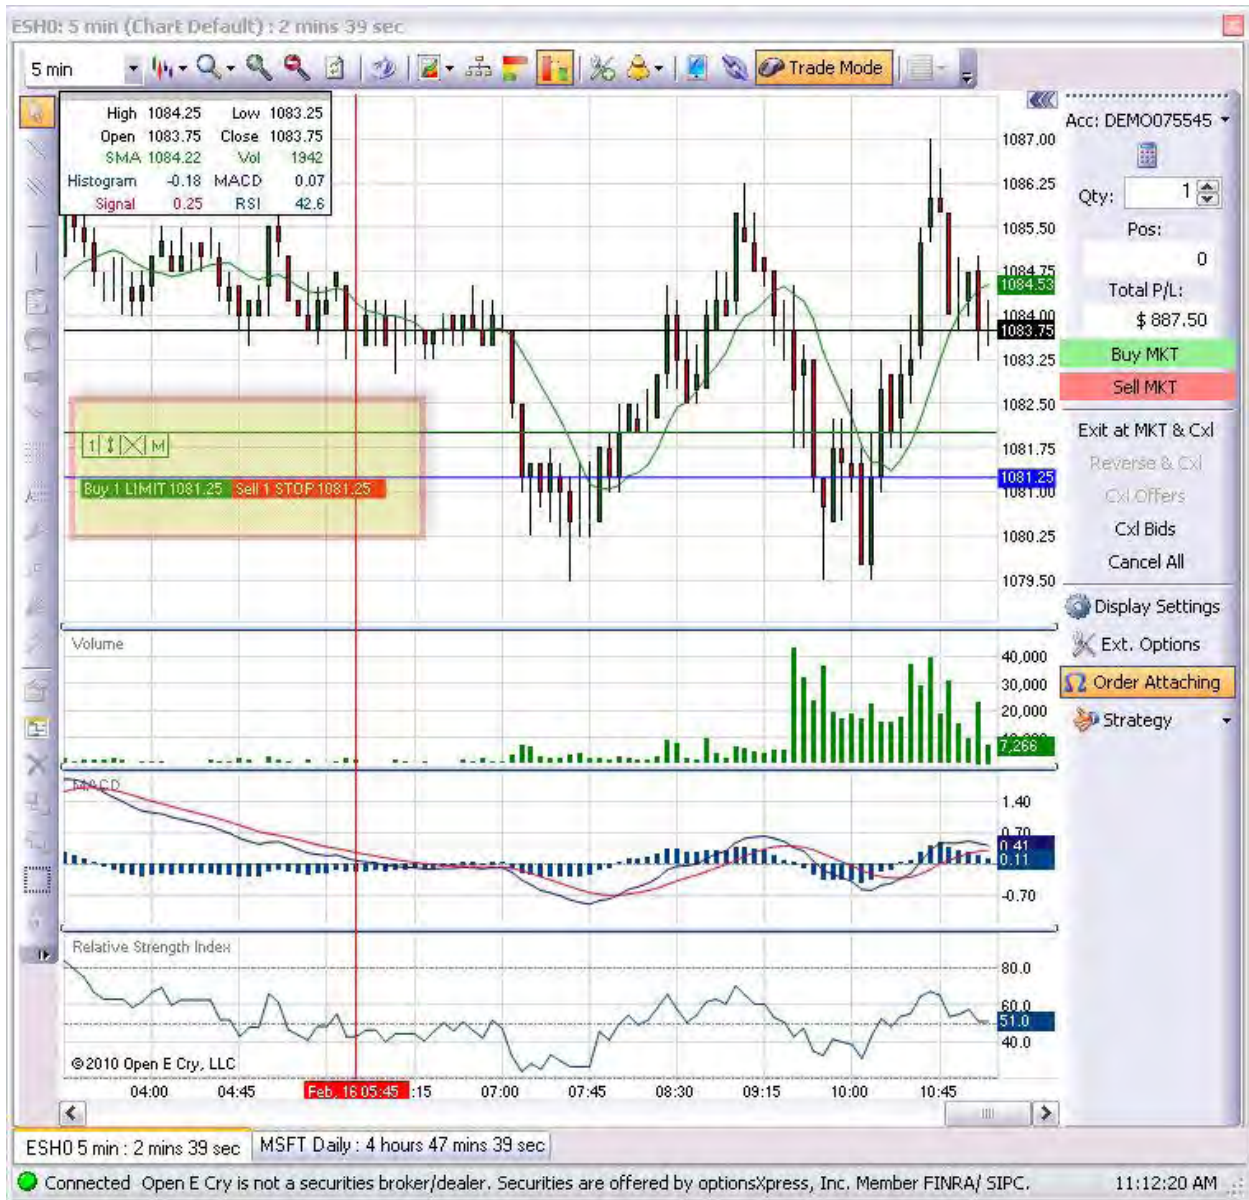 ESH0: 5 min (Chart Default) : 2 mins 39 sec
5 min
Trade Mode
High 1084.25 Low 1083.25
Open 1083.75 Close 1083.75
SMA 1084.22 Vol 1942
Histogram -0.18 MACD 0.07
Signal 0.25 RSI 42.6
1087.00
1086.25
1085.50
1084.75
1084.53
1084.00
1083.75
1083.25
1082.50
1081.75
1081.25
1081.00
1080.25
1079.50
1 M
Buy 1 LIMIT 1081.25 Sell 1 STOP 1081.25
Acc: DEMO075545
Qty: 1
Pos:
0
Total P/L:
$ 887.50
Buy MKT
Sell MKT
Exit at MKT & Cxl
Reverse & Cxl
Cxl Offers
Cxl Bids
Cancel All
Display Settings
Ext. Options
Order Attaching
Strategy
Volume
40,000
30,000
20,000
7,266
MACD
1.40
0.70
0.41
0.11
-0.70
Relative Strength Index
80.0
60.0
51.0
40.0
©2010 Open E Cry, LLC
04:00 04:45 Feb, 16 05:45 :15 07:00 07:45 08:30 09:15 10:00 10:45
ESH0 5 min : 2 mins 39 sec MSFT Daily : 4 hours 47 mins 39 sec
Connected Open E Cry is not a securities broker/dealer. Securities are offered by optionsXpress, Inc. Member FINRA/ SIPC. 11:12:20 AM